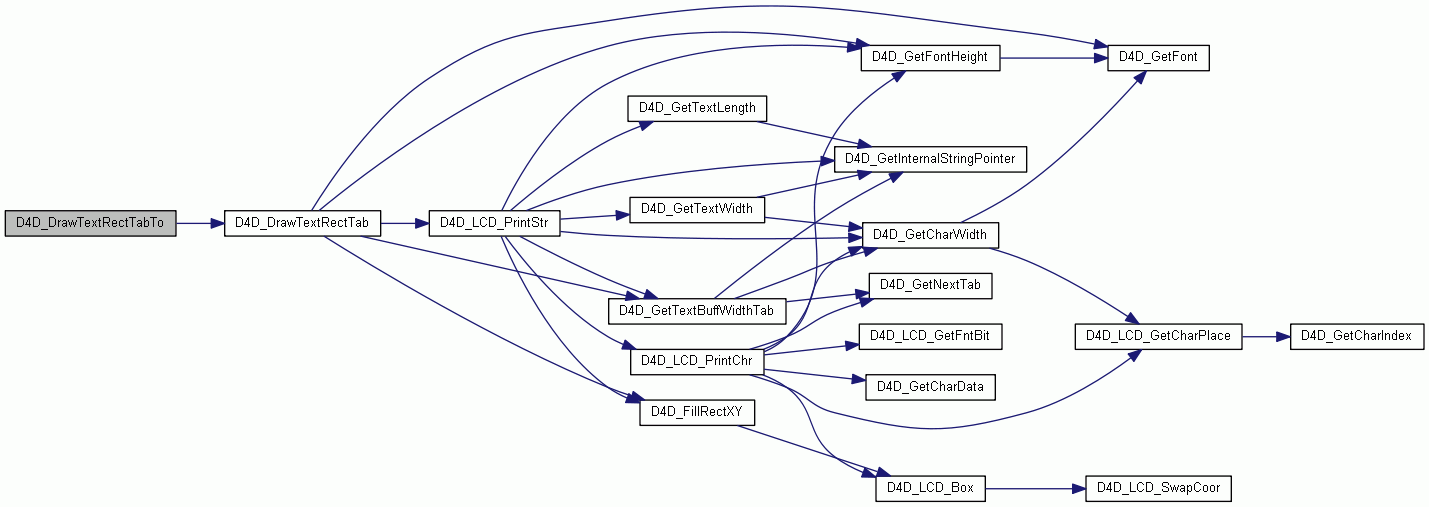 D4D_GetFontHeight
D4D_GetFont
D4D_GetTextLength
D4D_GetInternalStringPointer
D4D_DrawTextRectTabTo
D4D_DrawTextRectTab
D4D_LCD_PrintStr
D4D_GetTextWidth
D4D_GetCharWidth
D4D_GetNextTab
D4D_GetTextBuffWidthTab
D4D_LCD_GetFntBit
D4D_LCD_GetCharPlace
D4D_GetCharIndex
D4D_LCD_PrintChr
D4D_GetCharData
D4D_FillRectXY
D4D_LCD_Box
D4D_LCD_SwapCoor